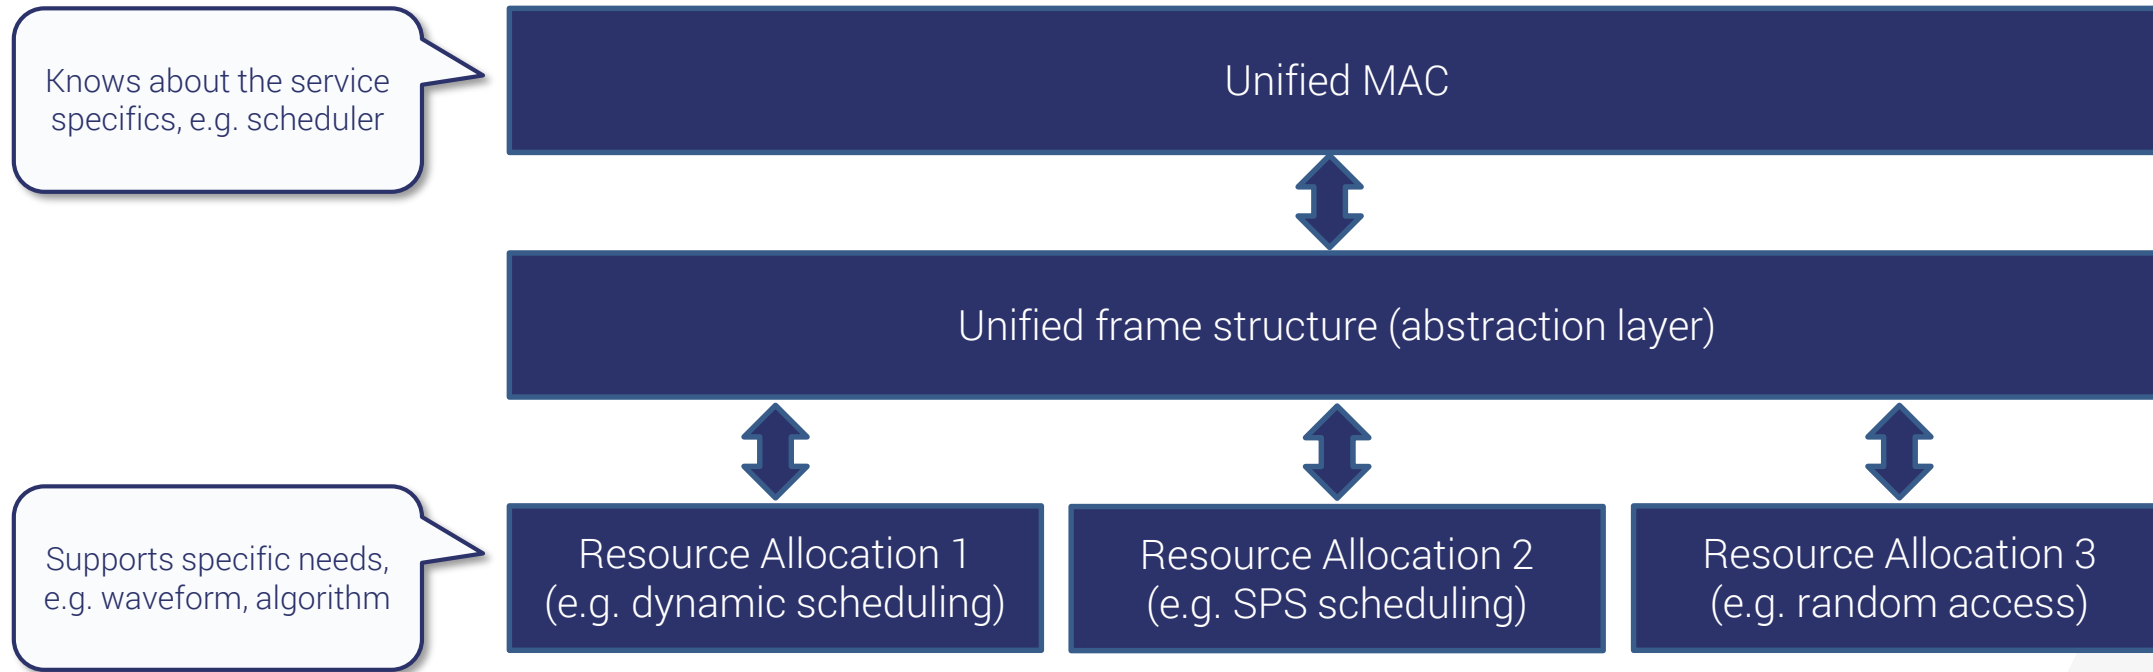 Knows about the service
specifics, e.g. scheduler
Unified MAC
Unified frame structure (abstraction layer)
Supports specific needs,
e.g. waveform, algorithm
Resource Allocation 1
(e.g. dynamic scheduling)
Resource Allocation 2
(e.g. SPS scheduling)
Resource Allocation 3
(e.g. random access)